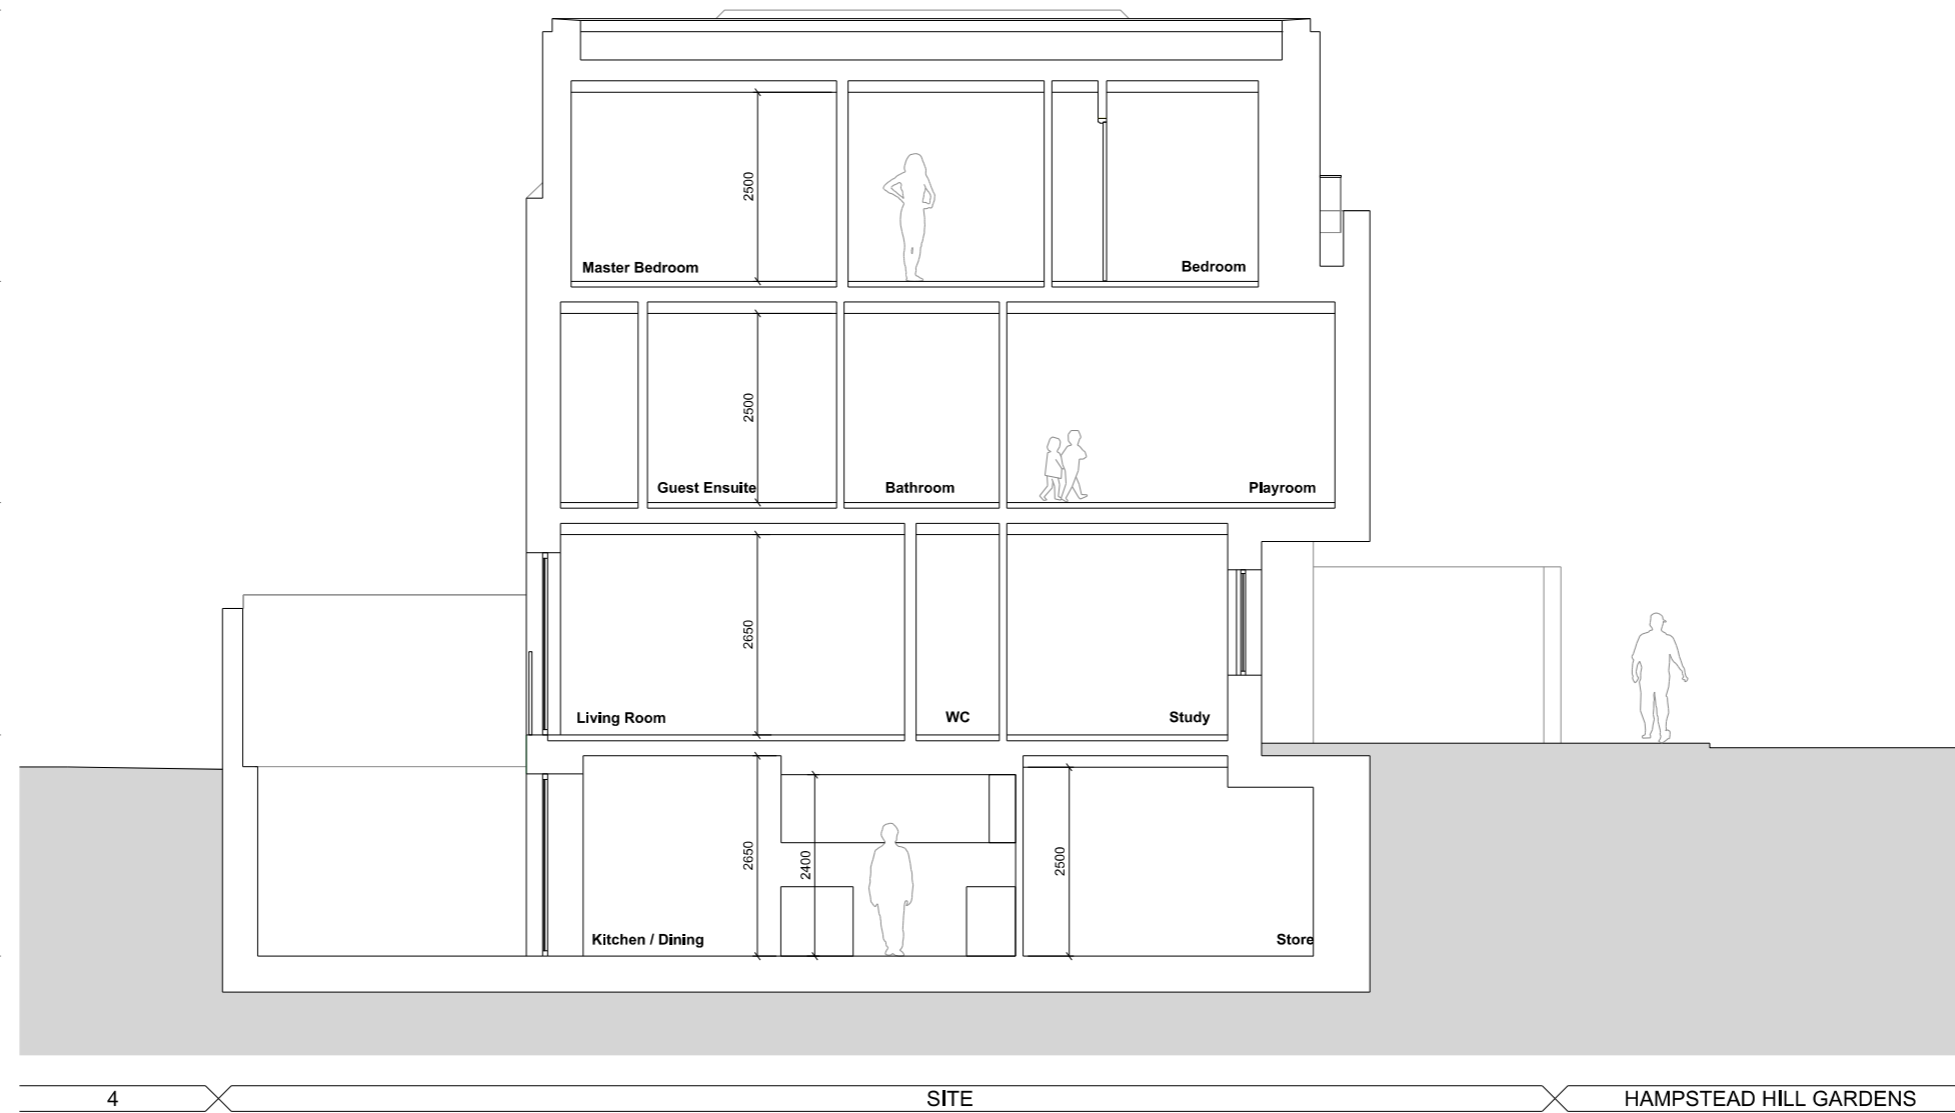 2500
Master Bedroom
Bedroom
2500
Guest Ensuite
Bathroom
Playroom
2650
Living Room
WC
Study
2650
2400
2500
Kitchen / Dining
Store
4
SITE
HAMPSTEAD HILL GARDENS